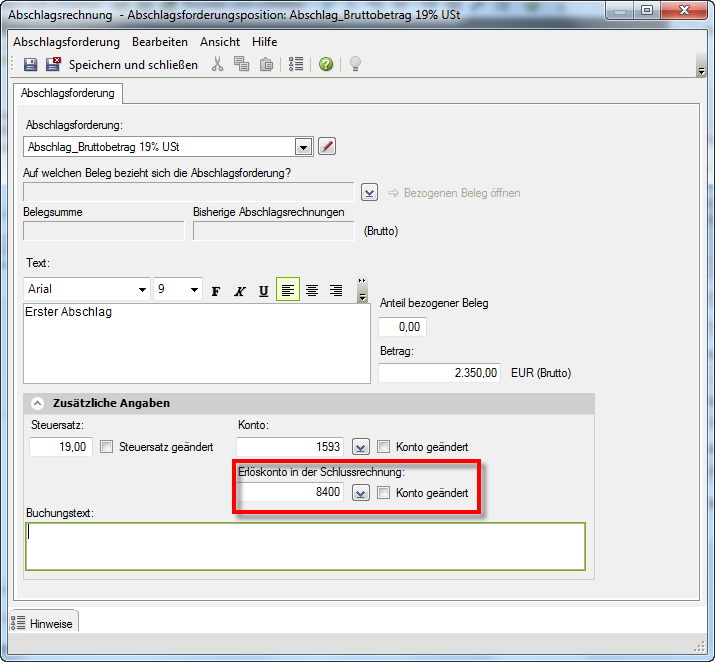 Abschlagsrechnung - Abschlagsforderungsposition: Abschlag_Bruttobetrag 19% USt
Abschlagsforderung Bearbeiten Ansicht Hilfe
Speichern und schließen
Abschlagsforderung
Abschlagsforderung:
Abschlag_Bruttobetrag 19% USt
Auf welchen Beleg bezieht sich die Abschlagsforderung?
Bezogenen Beleg öffnen
Belegsumme Bisherige Abschlagsrechnungen
(Brutto)
Text:
Arial 9 F K U
Erster Abschlag
Anteil bezogener Beleg
0,00
Betrag:
2.350,00 EUR (Brutto)
Zusätzliche Angaben
Steuersatz: Konto:
19,00 Steuersatz geändert 1593 Konto geändert
Erlöskonto in der Schlussrechnung:
8400 Konto geändert
Buchungstext:
Hinweise